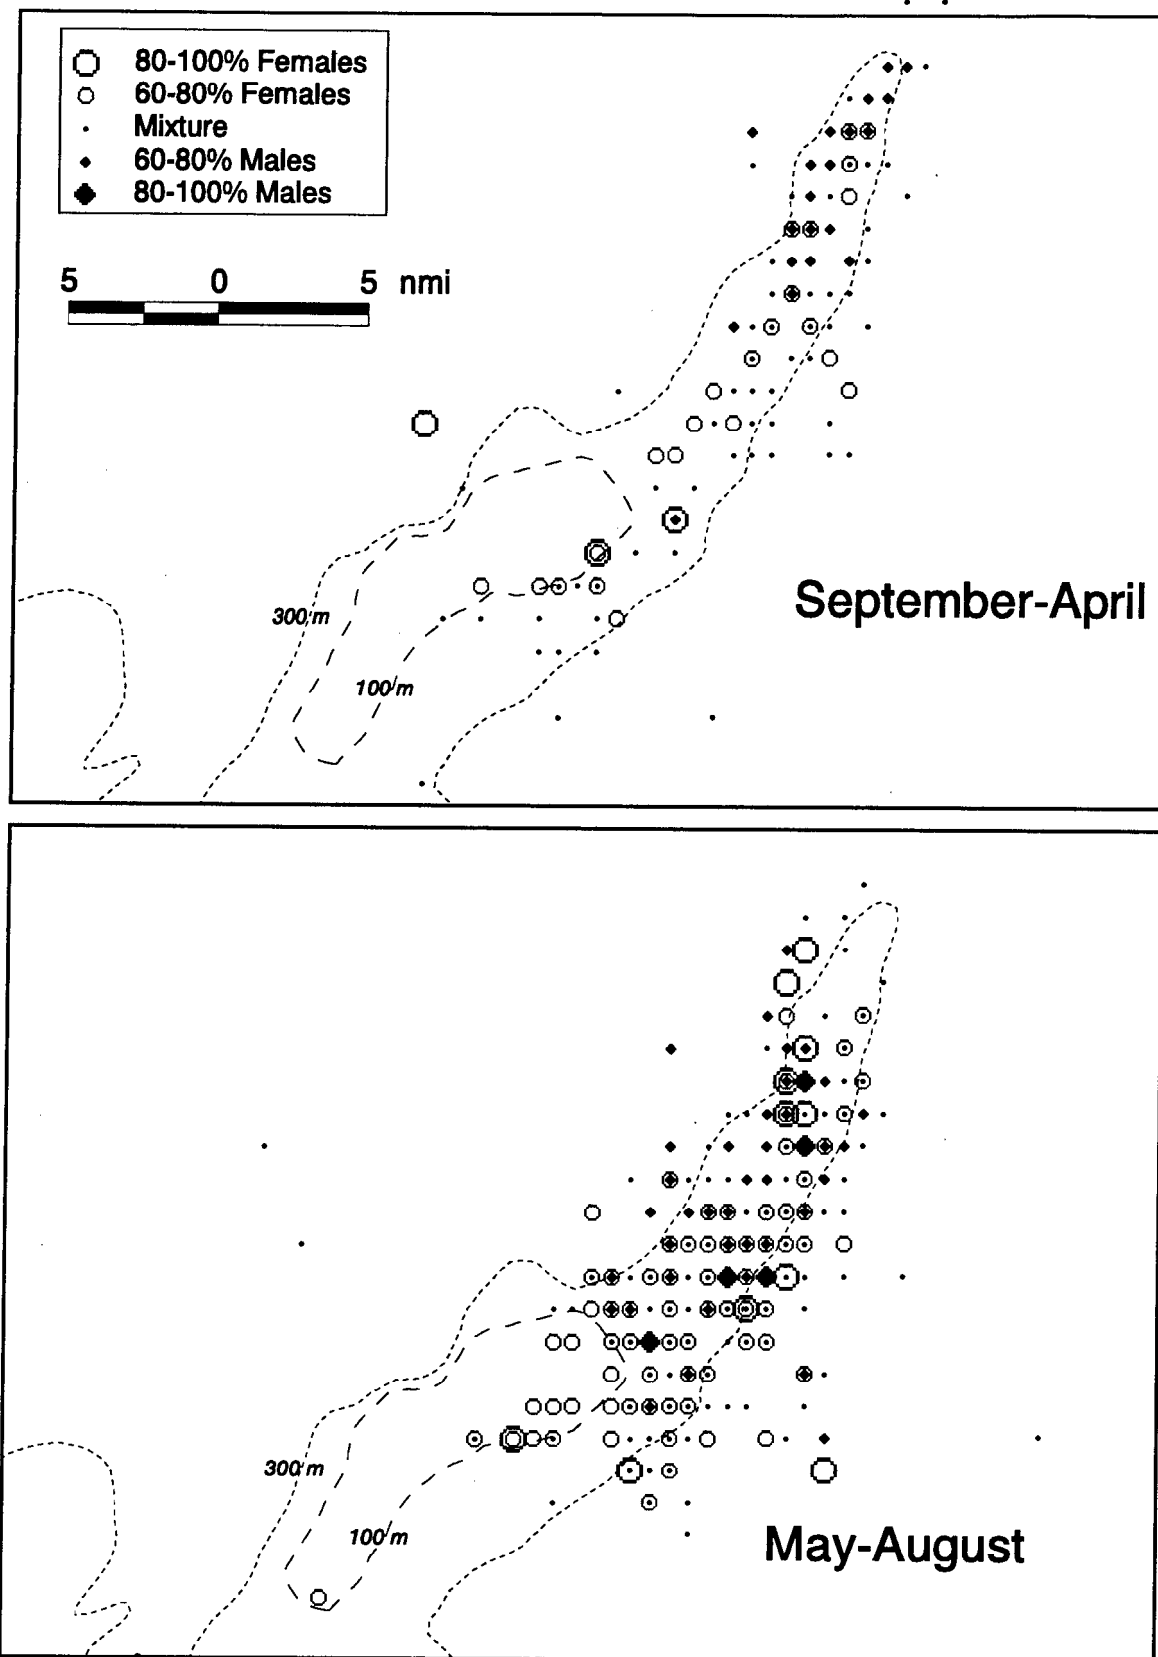 80-100% Females
60-80% Females
Mixture
60-80% Males
80-100% Males
5 0 5 nmi
September-April
300 m
100 m
300 m
100 m
May-August